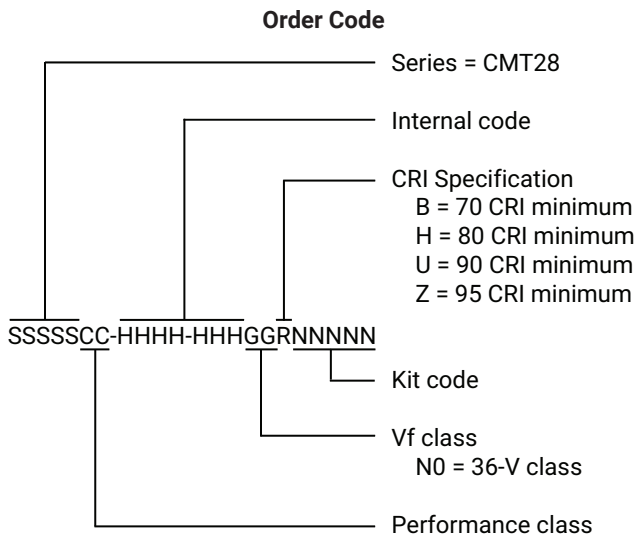 Order Code
Series = CMT28
Internal code
CRI Specification
B = 70 CRI minimum
H = 80 CRI minimum
U = 90 CRI minimum
Z = 95 CRI minimum
SSSSSCC-HHHH-HHHGGRNNNNN
Kit code
Vf class
N0 = 36-V class
Performance class